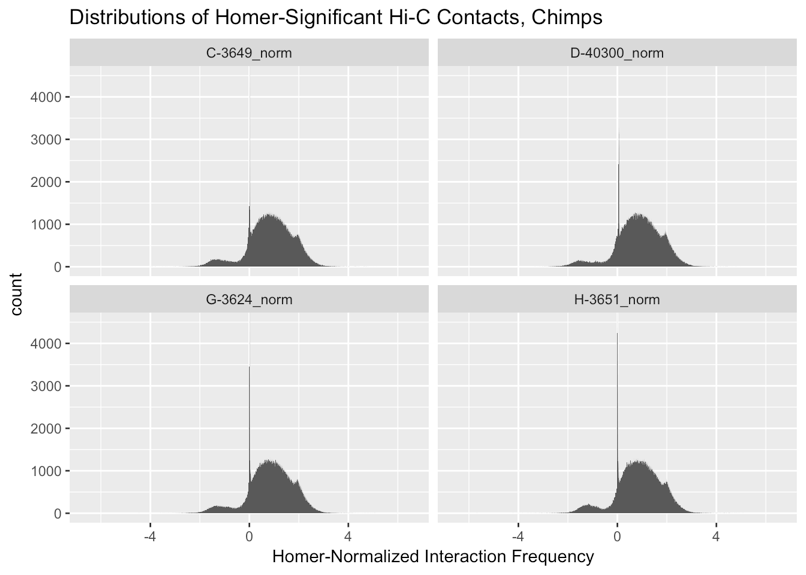 Distributions of Homer-Significant Hi-C Contacts, Chimps
C-3649_norm
D-40300_norm
4000
3000
2000
1000
0
G-3624_norm
H-3651_norm
4000
3000
2000
1000
0
count
-4
0
4
-4
0
4
Homer-Normalized Interaction Frequency